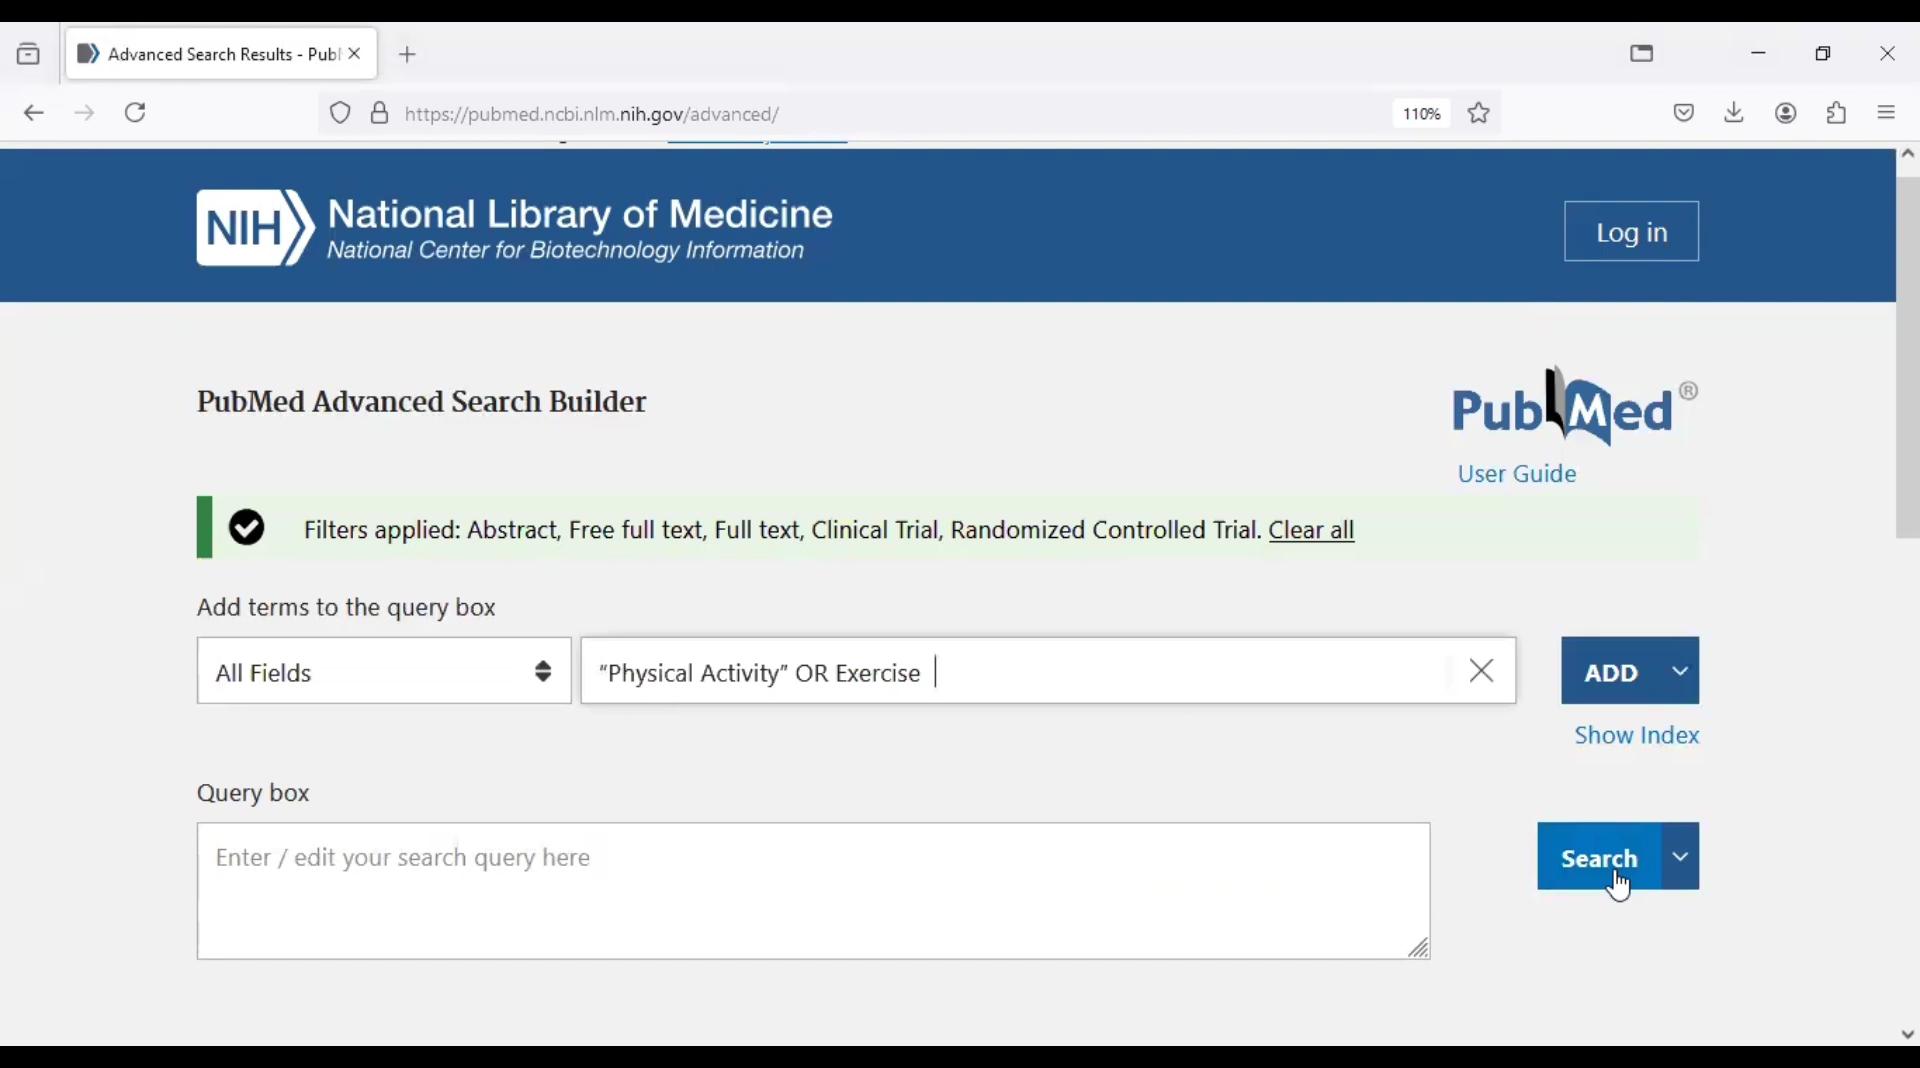 Advanced Search Results - Pub
https://pubmed.ncbi.nlm.nih.gov/advanced/
110%
NIH
National Library of Medicine
National Center for Biotechnology Information
Log in
PubMed Advanced Search Builder
PubMed®
User Guide
Filters applied: Abstract, Free full text, Full text, Clinical Trial, Randomized Controlled Trial. Clear all
Add terms to the query box
All Fields
“Physical Activity” OR Exercise
ADD
Show Index
Query box
Enter / edit your search query here
Search